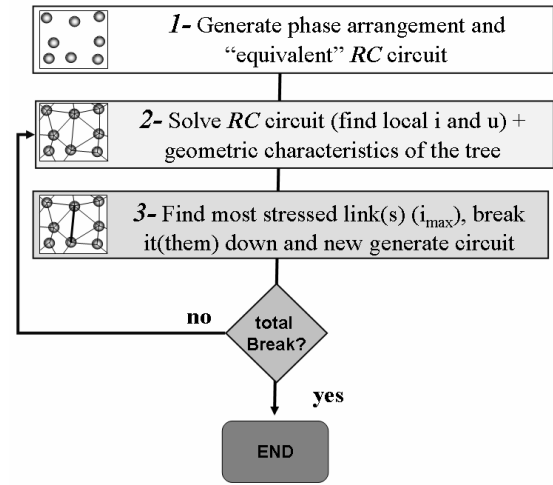 1- Generate phase arrangement and
“equivalent” RC circuit
2- Solve RC circuit (find local i and u) +
geometric characteristics of the tree
3- Find most stressed link(s) (imax), break
it(them) down and new generate circuit
no
total
Break?
yes
END